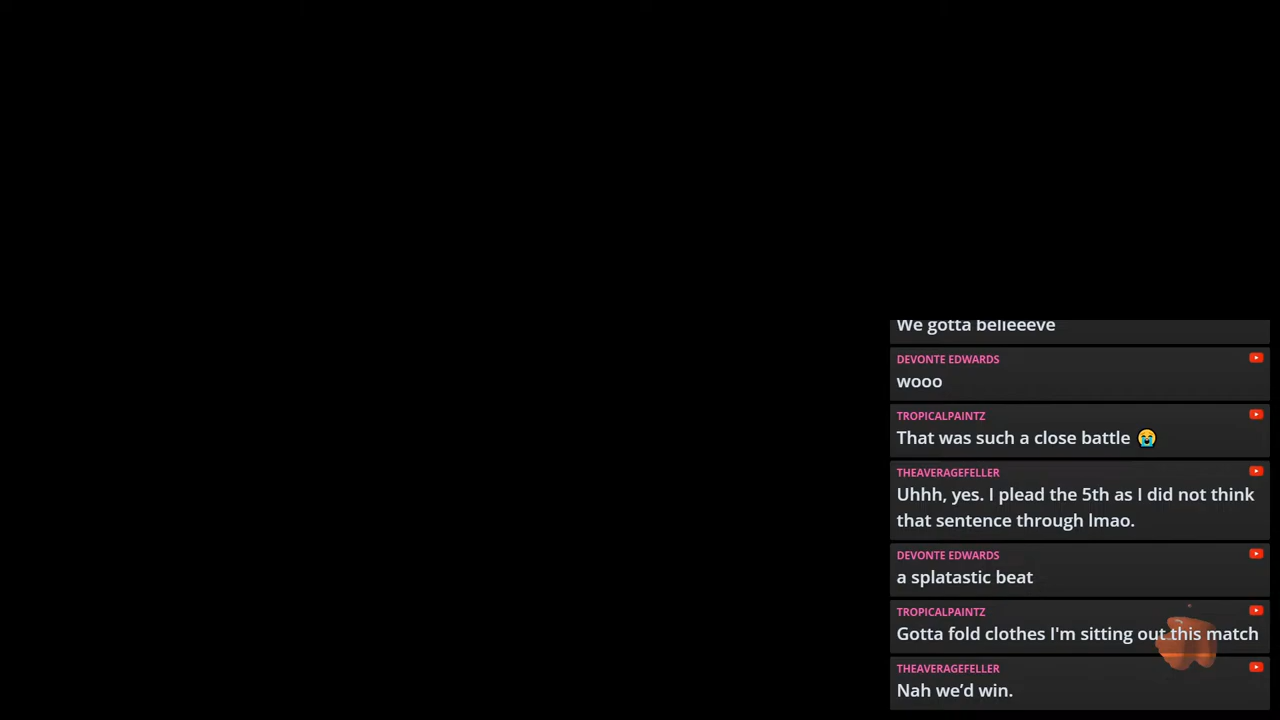 We gotta belieeeve
DEVONTE EDWARDS
wooo
TROPICALPAINTZ
That was such a close battle 😭
THEAVERAGEFELLER
Uhhh, yes. I plead the 5th as I did not think
that sentence through lmao.
DEVONTE EDWARDS
a splatastic beat
TROPICALPAINTZ
Gotta fold clothes I'm sitting out this match
THEAVERAGEFELLER
Nah we’d win.